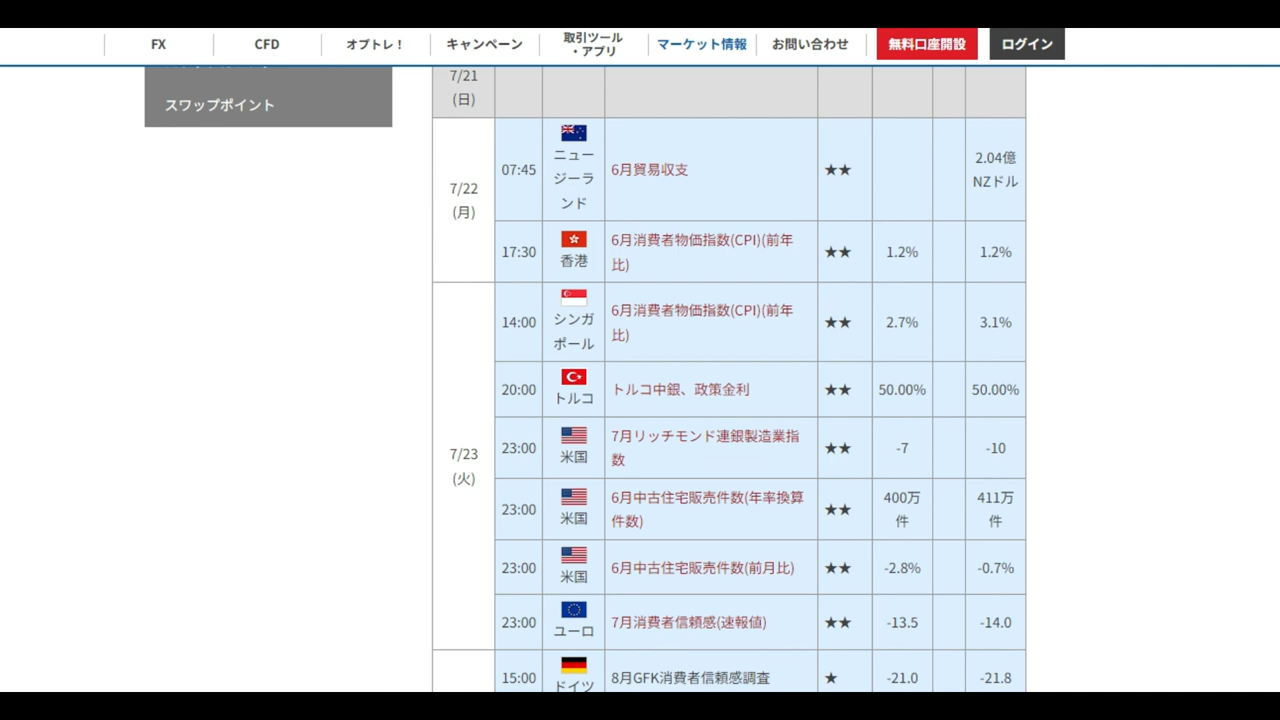 FX
CFD
オプトレ！
キャンペーン
取引ツール
・アプリ
マーケット情報
お問い合わせ
無料口座開設
ログイン
スワップポイント
7/21
(日)
7/22
(月)
07:45
ニュー
ジーラ
ンド
6月貿易収支
★★
2.04億
NZドル
17:30
香港
6月消費者物価指数(CPI)(前年
比)
★★
1.2%
1.2%
7/23
(火)
14:00
シンガ
ポール
6月消費者物価指数(CPI)(前年
比)
★★
2.7%
3.1%
20:00
トルコ
トルコ中銀、政策金利
★★
50.00%
50.00%
23:00
米国
7月リッチモンド連銀製造業指
数
★★
-7
-10
23:00
米国
6月中古住宅販売件数(年率換算
件数)
★★
400万
件
411万
件
23:00
米国
6月中古住宅販売件数(前月比)
★★
-2.8%
-0.7%
23:00
ユーロ
7月消費者信頼感(速報値)
★★
-13.5
-14.0
15:00
ドイツ
8月GFK消費者信頼感調査
★
-21.0
-21.8